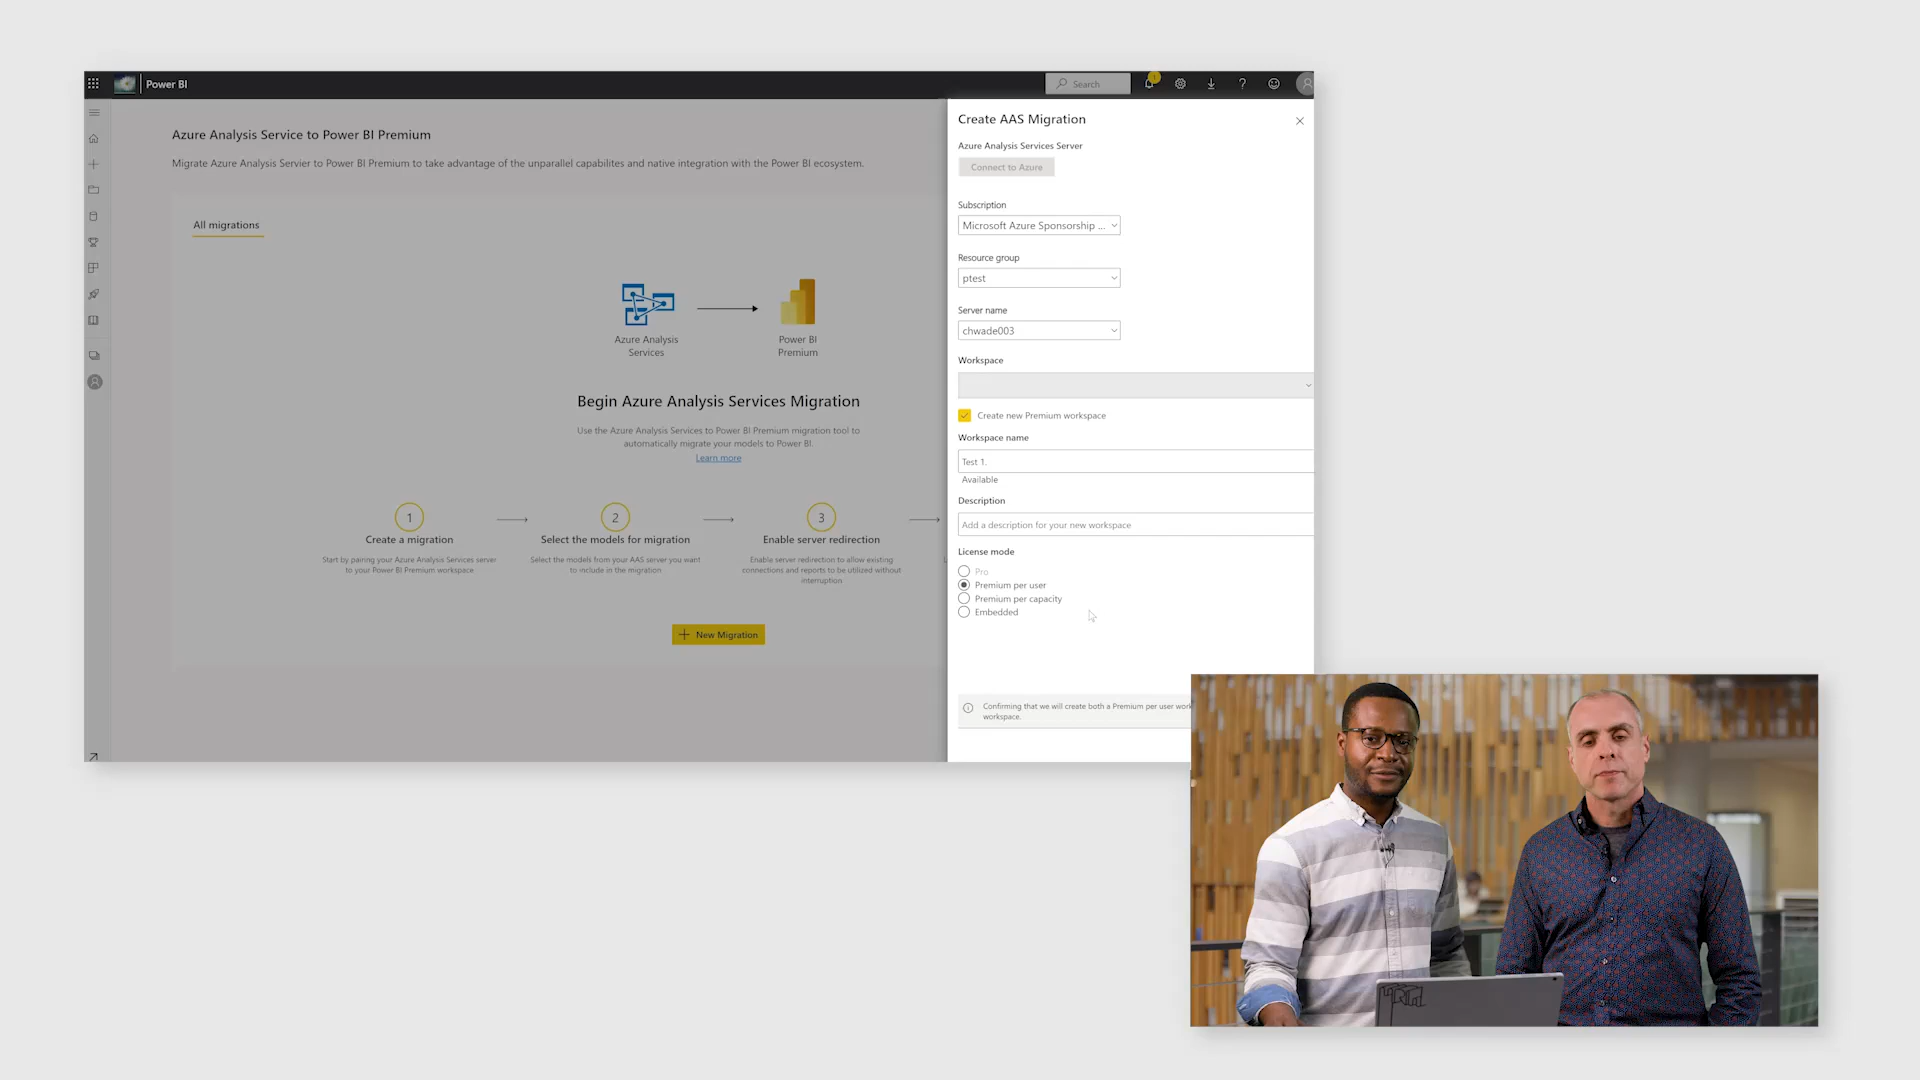 Power BI
Search
1
Azure Analysis Service to Power BI Premium
Migrate Azure Analysis Servier to Power BI Premium to take advantage of the unparallel capabilites and native integration with the Power BI ecosystem.
All migrations
Azure Analysis
Services
Power BI
Premium
Begin Azure Analysis Services Migration
Use the Azure Analysis Services to Power BI Premium migration tool to
automatically migrate your models to Power BI.
Learn more
1
2
3
Create a migration
Select the models for migration
Enable server redirection
Start by pairing your Azure Analysis Services server
to your Power BI Premium workspace.
Select the models from your AAS server you want
to include in the migration
Enable server redirection to allow existing
connections and reports to be utilized without
interruption
New Migration
Create AAS Migration
Azure Analysis Services Server
Connect to Azure
Subscription
Microsoft Azure Sponsorship ...
Resource group
ptest
Server name
chwade003
Workspace
Create new Premium workspace
Workspace name
Test 1.
Available
Description
Add a description for your new workspace
License mode
Pro
Premium per user
Premium per capacity
Embedded
Confirming that we will create both a Premium per user work
workspace.